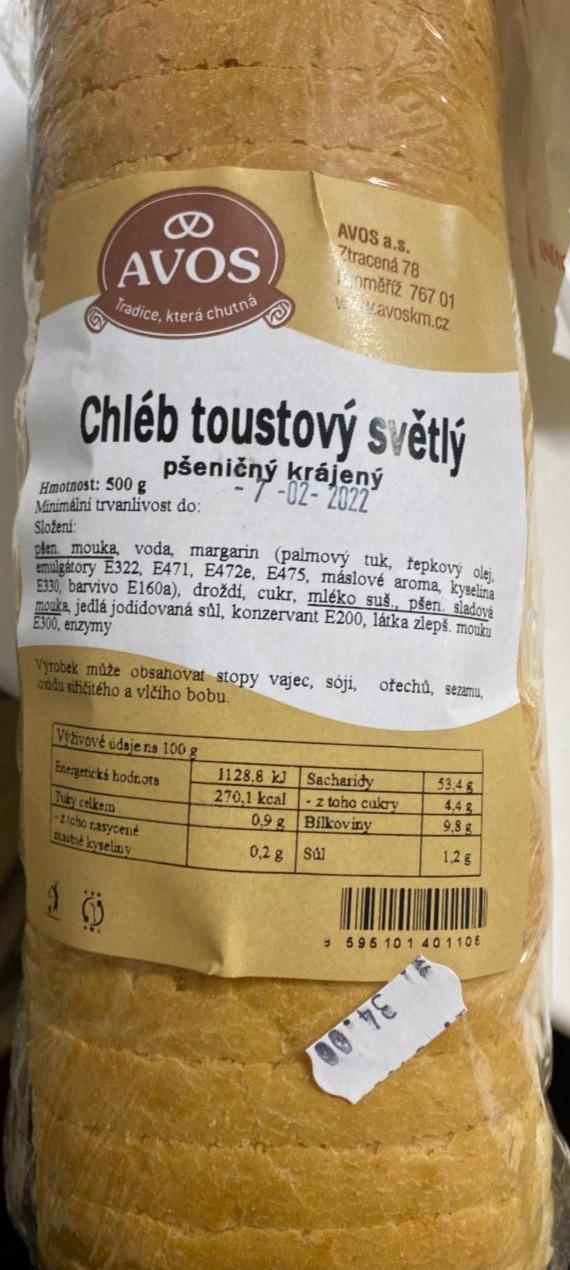 AVOS
Tradice, která chutná
AVOS a.s.
Ztracená 78
767 01
Chléb toustový světlý
pšeničný krájený
Hmotnost: 500 g
- 7 -02- 2022
Minimální trvanlivost do:
Složení:
pšen. mouka, voda, margarin (palmový tuk, řepkový olej,
emulgátory E322, E471, E472e, E475, máslové aroma, kyselina
E330, barvivo E160a), droždí, cukr, mléko suš., pšen. sladová
mouka, jedlá jodidovaná sůl, konzervant E200, látka zlepš. mouku
E300, enzymy
Výrobek může obsahovat stopy vajec, sóji, ořechů, sezamu,
oxidu siřičitého a vlčího bobu.
Výživové údaje na 100 g
Energetická hodnota 1128,8 kJ Sacharidy 53,4 g
270,1 kcal - z toho cukry 4,4 g
Tuky celkem 0,9 g Bílkoviny 9,8 g
- z toho nasycené
mastné kyseliny 0,2 g Sůl 1,2 g
595101401106
34.00